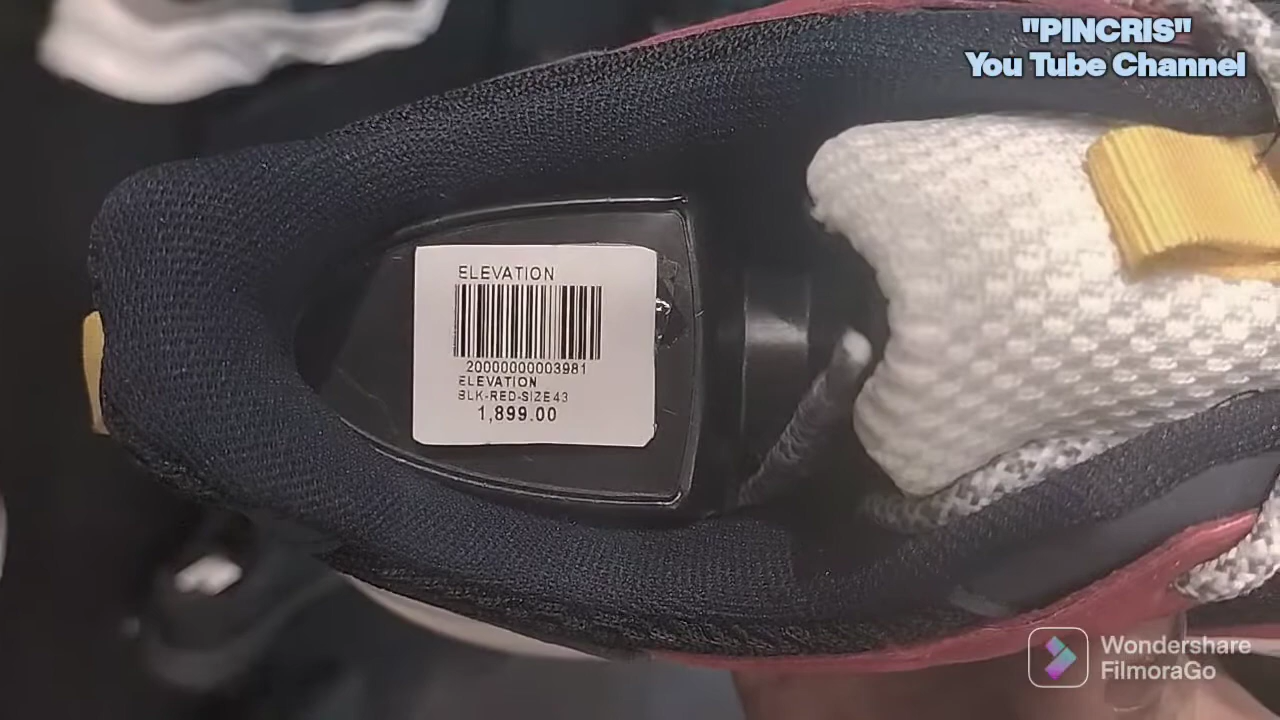 "PINCRIS"
You Tube Channel
ELEVATION
20000000003981
ELEVATION
BLK-RED-SIZE43
1,899.00
Wondershare
FilmoraGo